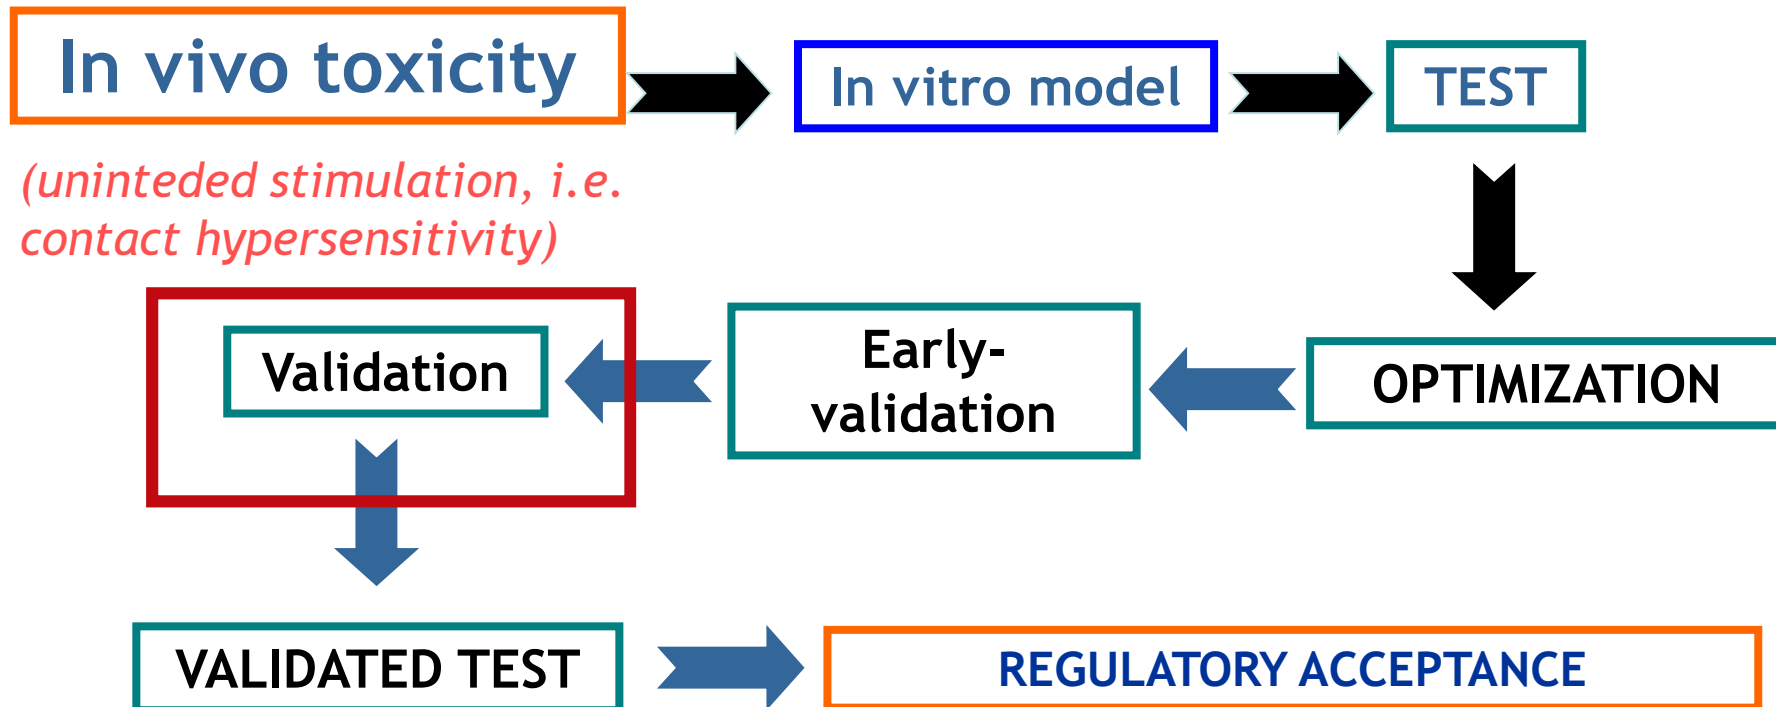 In vivo toxicity
In vitro model
TEST
(uninteded stimulation, i.e.
contact hypersensitivity)
OPTIMIZATION
Early-
validation
Validation
VALIDATED TEST
REGULATORY ACCEPTANCE